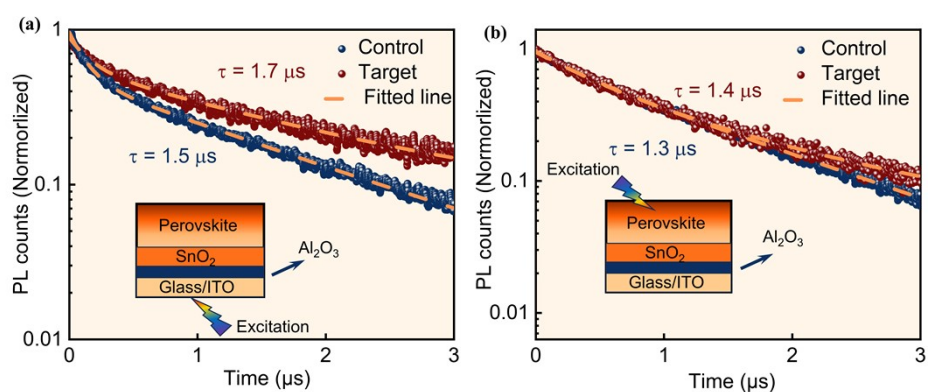 (a)
1
Control
Target
Fitted line
τ = 1.7 μs
τ = 1.5 μs
0.1
0.01
PL counts (Normorlized)
Perovskite
SnO₂
Glass/ITO
Al₂O₃
Excitation
0
1
2
3
Time (μs)
(b)
1
Control
Target
Fitted line
τ = 1.4 μs
τ = 1.3 μs
0.1
0.01
PL counts (Normorlized)
Excitation
Perovskite
SnO₂
Glass/ITO
Al₂O₃
0
1
2
3
Time (μs)